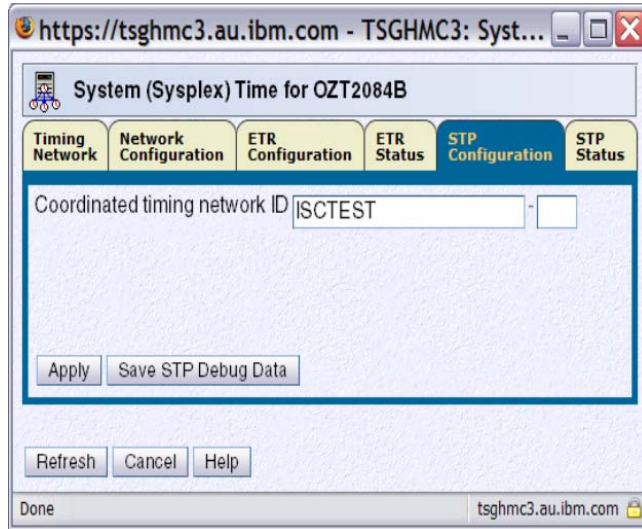 https://tsghmc3.au.ibm.com - TSGHMC3: Syst...
System (Sysplex) Time for OZT2084B
Timing Network
Network Configuration
ETR Configuration
ETR Status
STP Configuration
STP Status
Coordinated timing network ID ISCTEST -
Apply Save STP Debug Data
Refresh Cancel Help
Done tsghmc3.au.ibm.com